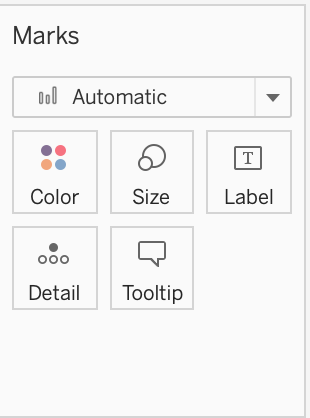 Marks
Automatic
Color Size Label
Detail Tooltip